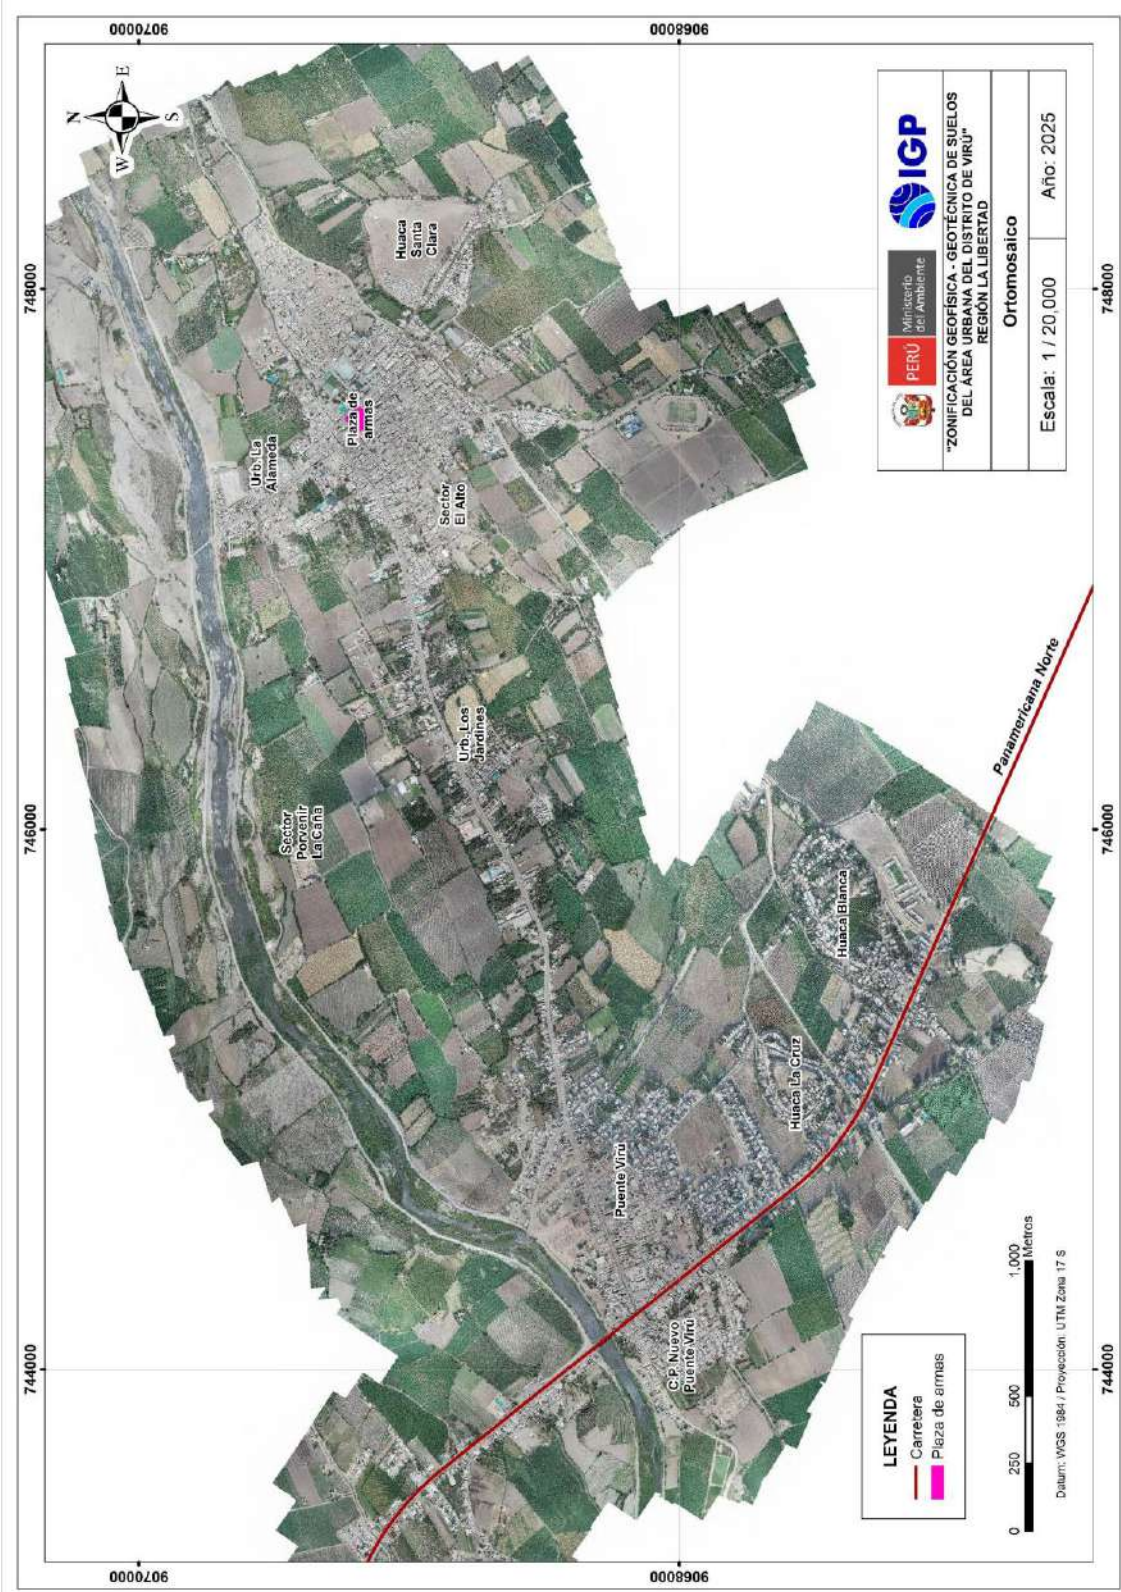 9070000
9068000
748000
746000
744000
N
E
S
W
Huaca
Santa
Clara
Plaza de
armas
Urb. La
Alameda
Sector
El Alto
Urb. Los
Jardines
Sector
Porvenir
La Caña
Huaca Blanca
Huaca La Cruz
Puente Virú
C.P. Nuevo
Puente Virú
Panamericana Norte
PERÚ
Ministerio
del Ambiente
IGP
"ZONIFICACIÓN GEOFÍSICA - GEOTÉCNICA DE SUELOS
DEL ÁREA URBANA DEL DISTRITO DE VIRÚ"
REGIÓN LA LIBERTAD
Ortomosaico
Escala: 1 / 20,000
Año: 2025
LEYENDA
Carretera
Plaza de armas
0 250 500 1,000
Metros
Datum: WGS 1984 / Proyección: UTM Zona 17 S
748000
746000
744000
9070000
9068000